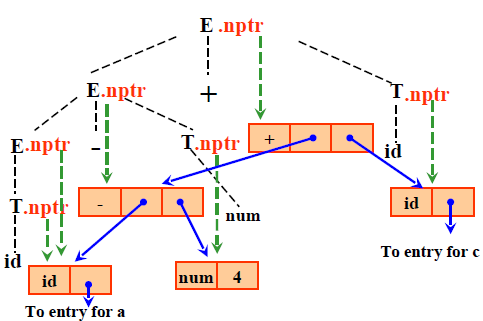 E .nptr
E.nptr
+
T.nptr
E.nptr
-
T.nptr
+
id
T.nptr
-
num
id
id
To entry for c
id
num 4
To entry for a